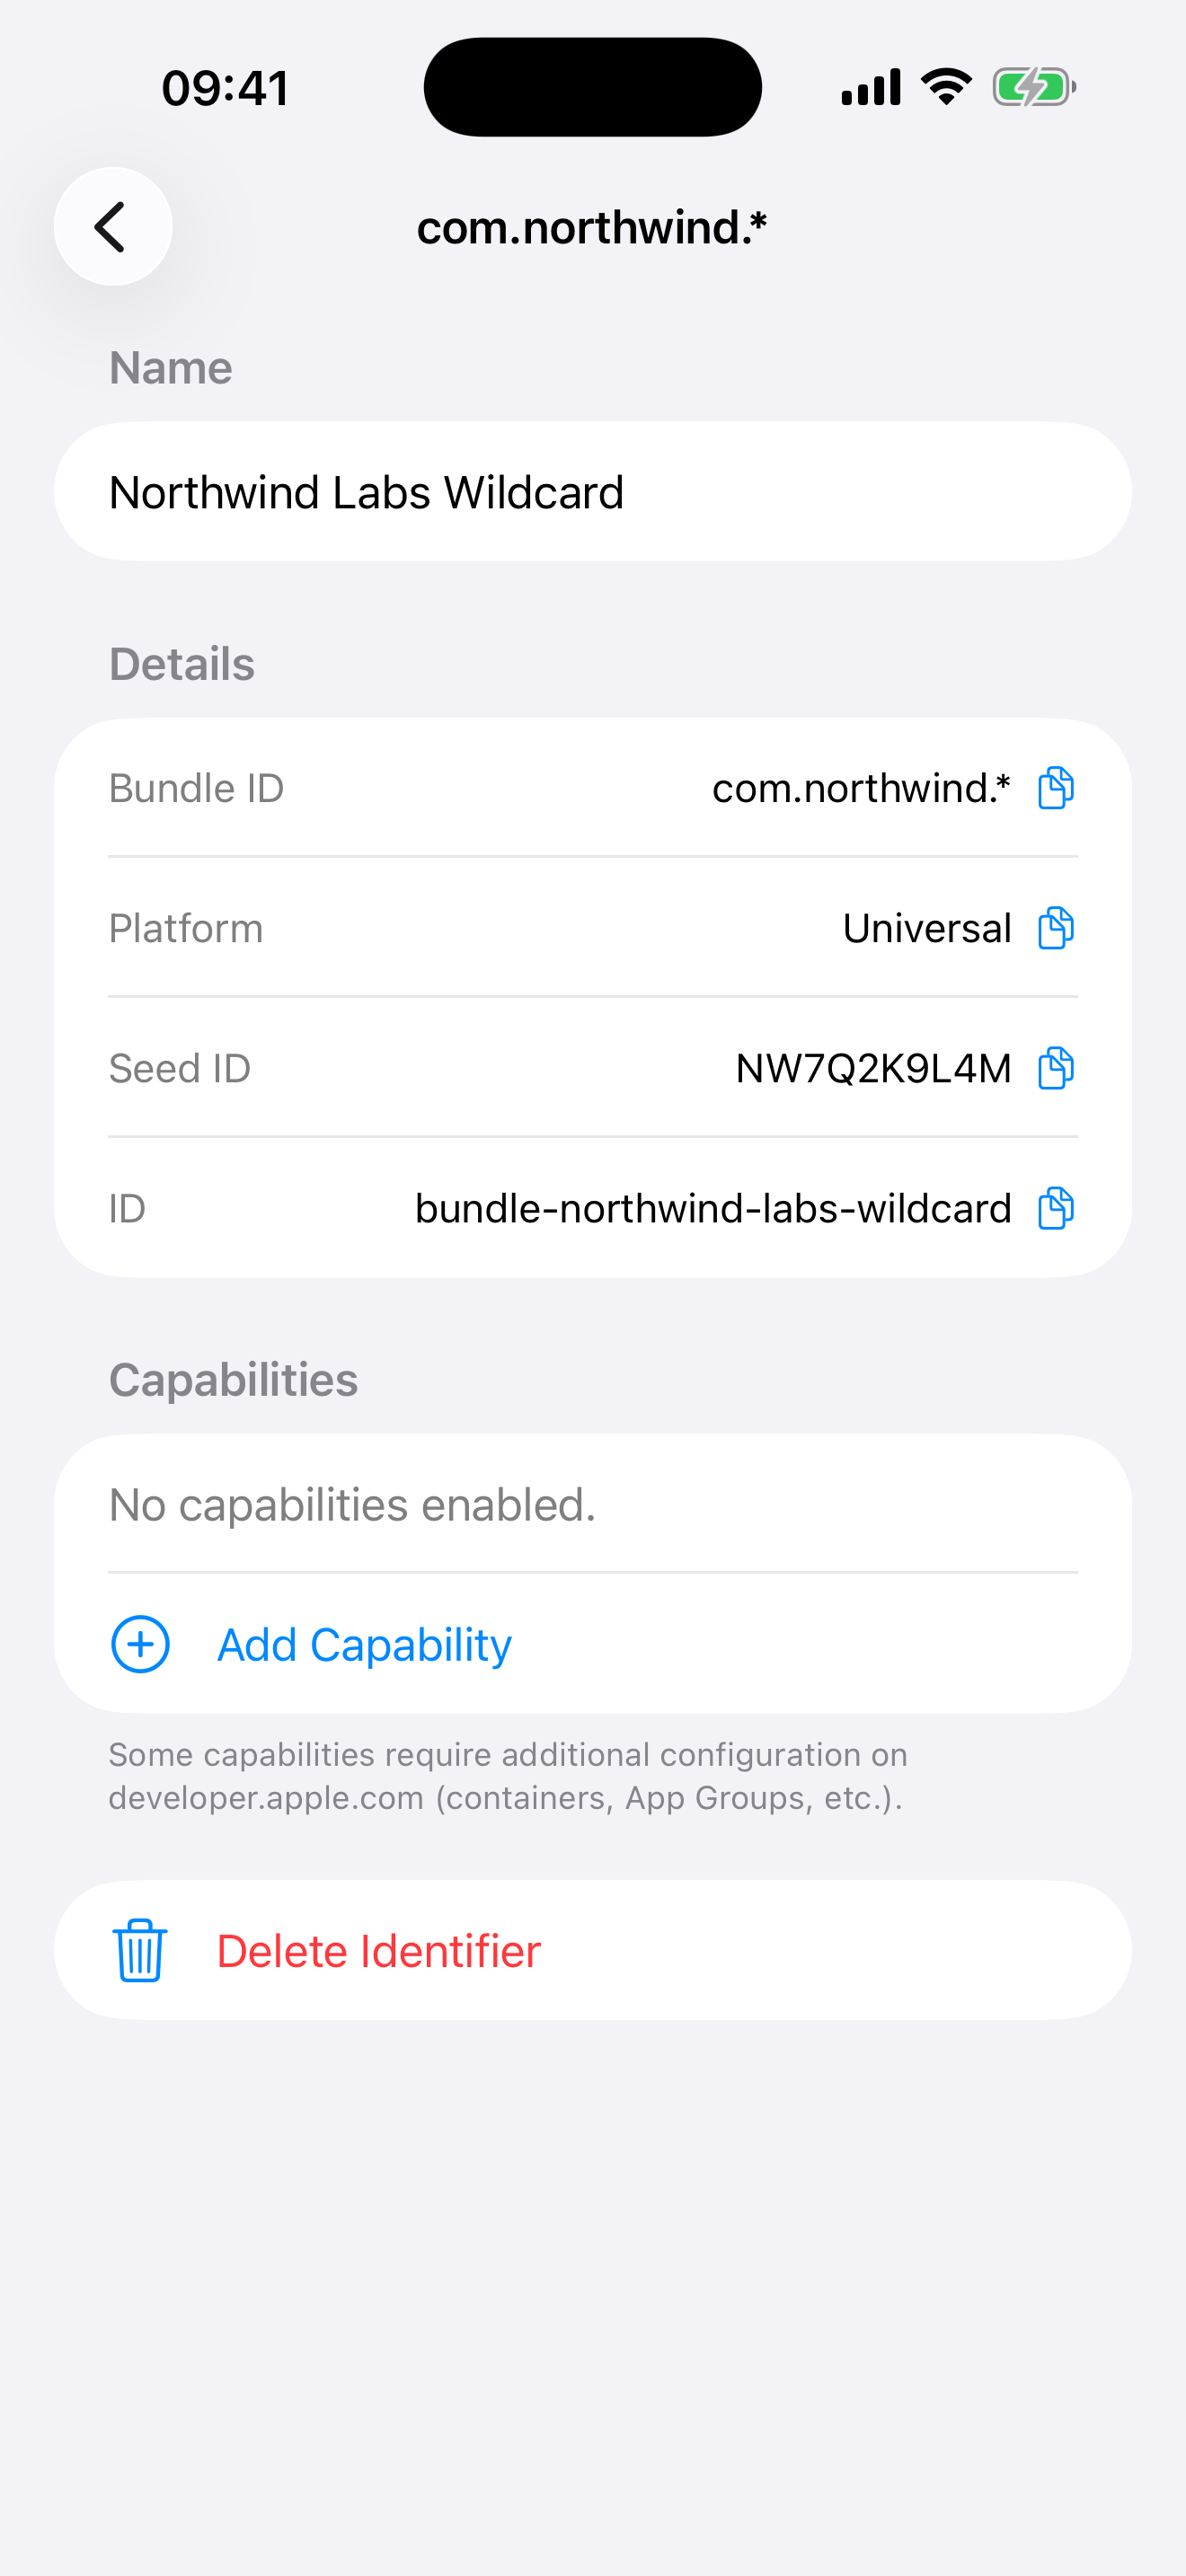 09:41
com.northwind.*
Name
Northwind Labs Wildcard
Details
Bundle ID com.northwind.*
Platform Universal
Seed ID NW7Q2K9L4M
ID bundle-northwind-labs-wildcard
Capabilities
No capabilities enabled.
Add Capability
Some capabilities require additional configuration on
developer.apple.com (containers, App Groups, etc.).
Delete Identifier